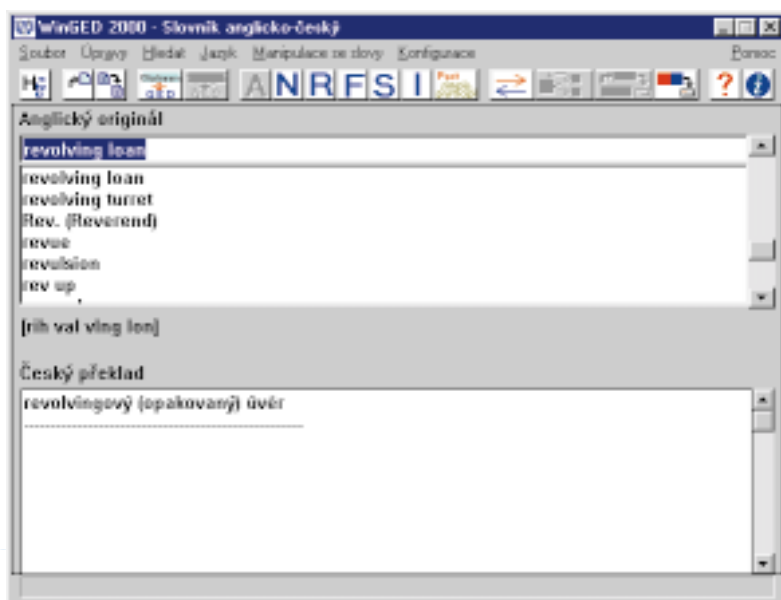 WinGED 2000 - Slovník anglicko-český
Soubor Úpravy Hledat Jazyk Manipulace se slovy Konfigurace Pomoc
A N R F S I ?
Anglický originál
revolving loan
revolving loan
revolving turret
Rev. (Reverend)
revue
revulsion
rev up
[rih val ving lon]
Český překlad
revolvingový (opakovaný) úvěr